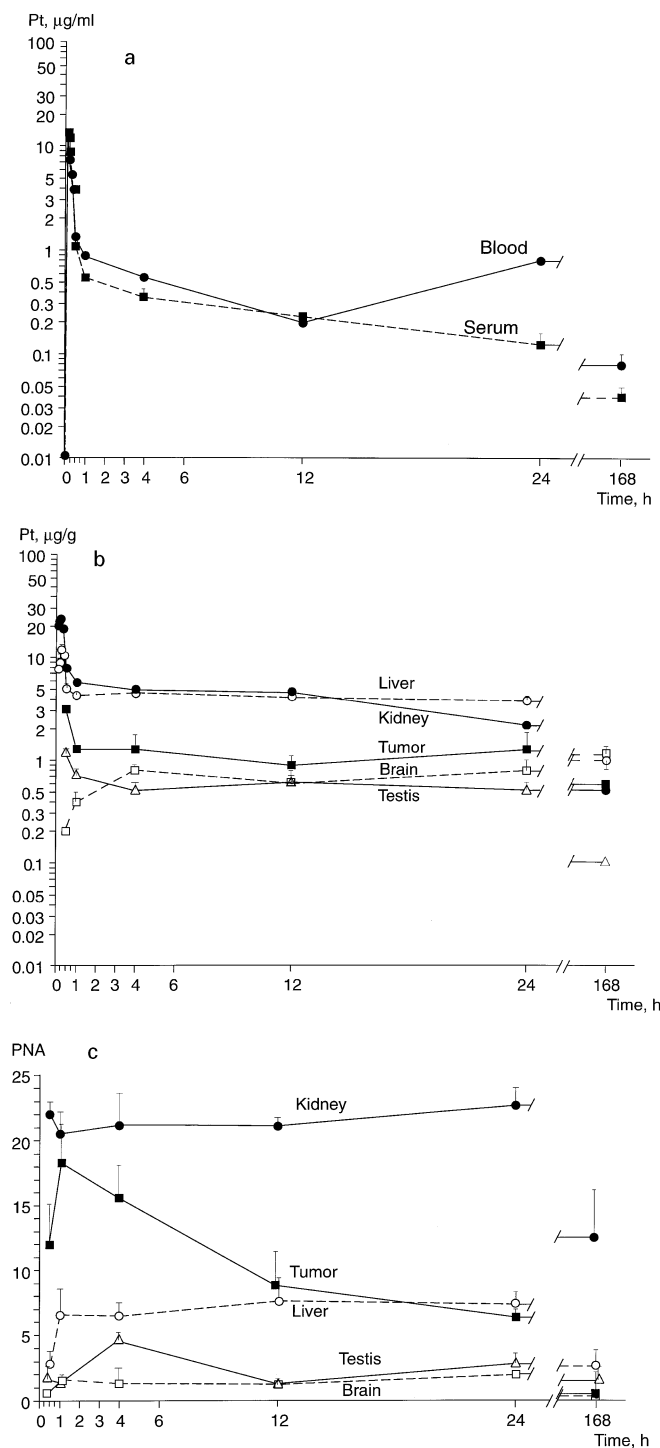 Pt, μg/ml
a
100
50
30
20
10
5
3
2
1
0.5
0.3
0.2
0.1
0.05
0.03
0.02
0.01
Blood
Serum
0 1 2 3 4 6 12 24 168
Time, h
Pt, μg/g
b
100
50
30
20
10
5
3
2
1
0.5
0.3
0.2
0.1
0.05
0.03
0.02
0.01
Liver
Kidney
Tumor
Brain
Testis
0 1 2 3 4 6 12 24 168
Time, h
PNA
c
25
20
15
10
5
0
Kidney
Tumor
Liver
Testis
Brain
0 1 2 3 4 6 12 24 168
Time, h